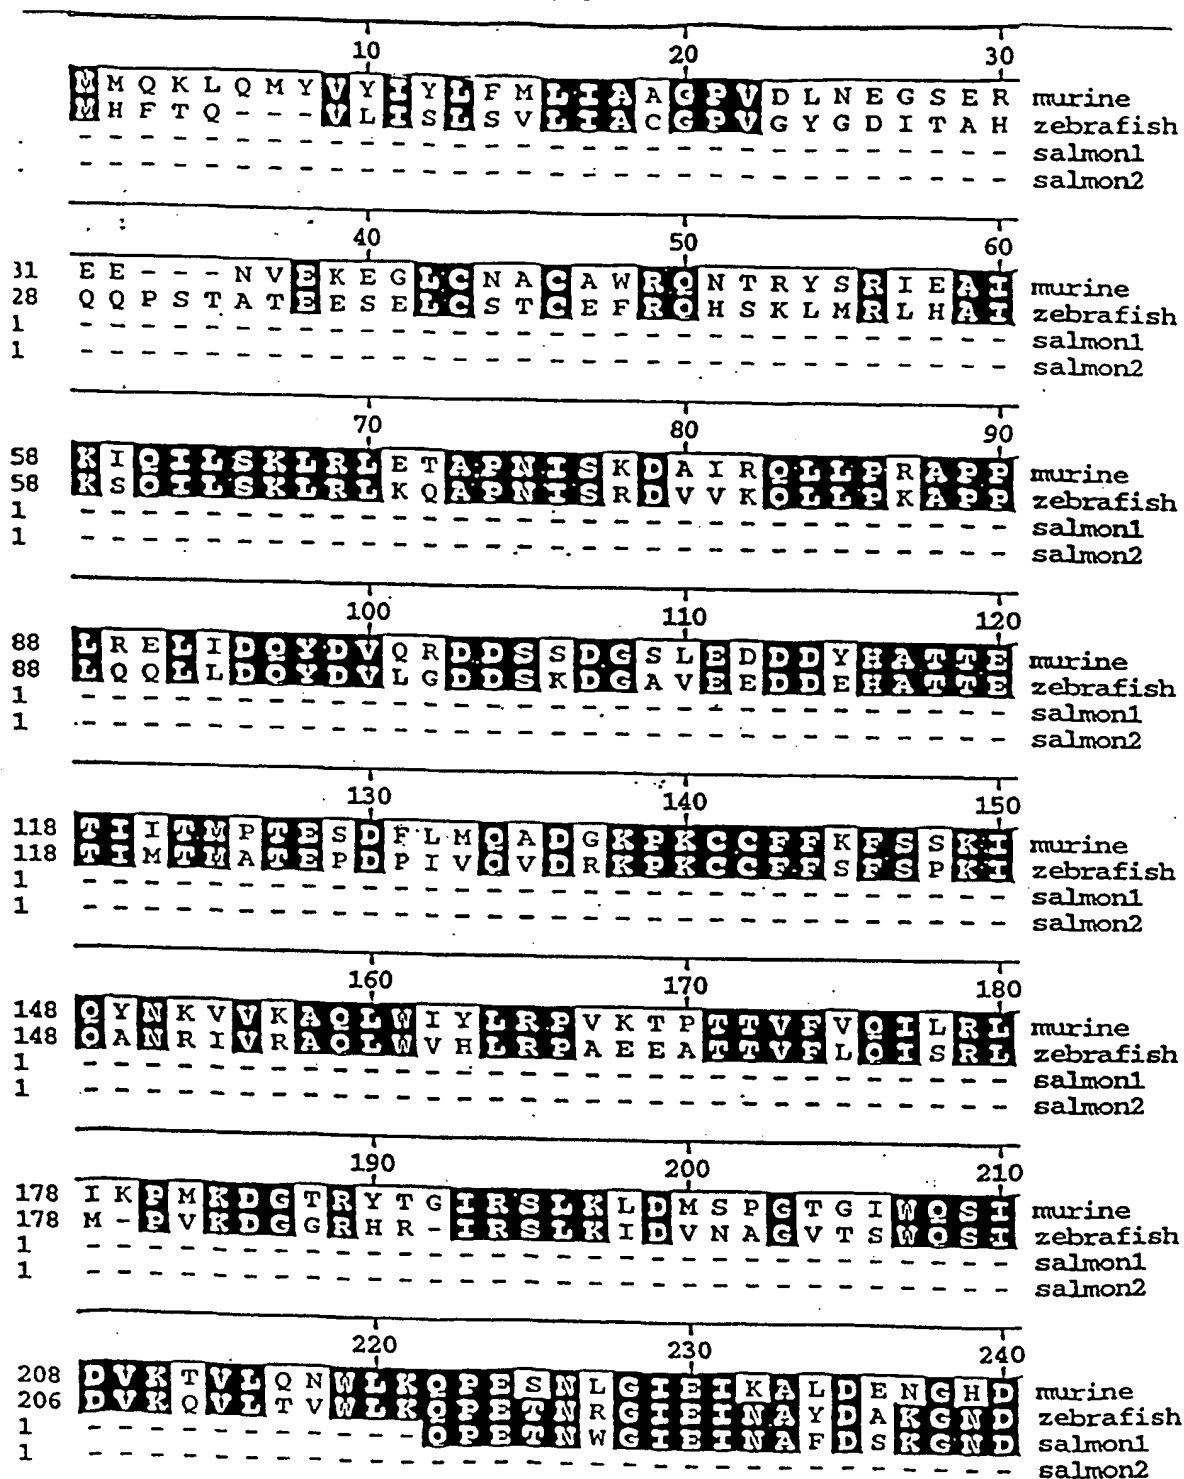 10 20 30
M M Q K L Q M Y V Y I Y L F M L I A A G P V D L N E G S E R murine
M H F T Q - - - V L I S L S V L I A C G P V G Y G D I T A H zebrafish
- - - - - - - - - - - - - - - - - - - - - - - - - - - - - - salmon1
- - - - - - - - - - - - - - - - - - - - - - - - - - - - - - salmon2
40 50 60
31 E E - - - N V E K E G L C N A C A W R Q N T R Y S R I E A I murine
28 Q Q P S T A T E E S E L C S T C E F R Q H S K L M R L H A I zebrafish
1 - - - - - - - - - - - - - - - - - - - - - - - - - - - - - - salmon1
1 - - - - - - - - - - - - - - - - - - - - - - - - - - - - - - salmon2
70 80 90
58 K I Q I L S K L R L E T A P N I S K D A I R Q L L P R A P P murine
58 K S Q I L S K L R L K Q A P N I S R D V V K Q L L P K A P P zebrafish
1 - - - - - - - - - - - - - - - - - - - - - - - - - - - - - - salmon1
1 - - - - - - - - - - - - - - - - - - - - - - - - - - - - - - salmon2
100 110 120
88 L R E L I D Q Y D V Q R D D S S D G S L E D D D Y H A T T E murine
88 L Q Q L L D Q Y D V L G D D S K D G A V E E D D E H A T T E zebrafish
1 - - - - - - - - - - - - - - - - - - - - - - - - - - - - - - salmon1
1 - - - - - - - - - - - - - - - - - - - - - - - - - - - - - - salmon2
130 140 150
118 T I I T M P T E S D F L M Q A D G K P K C C F F K F S S K I murine
118 T I M T M A T E P D P I V Q V D R K P K C C F F S F S P K I zebrafish
1 - - - - - - - - - - - - - - - - - - - - - - - - - - - - - - salmon1
1 - - - - - - - - - - - - - - - - - - - - - - - - - - - - - - salmon2
160 170 180
148 Q Y N K V V K A Q L W I Y L R P V K T P T T V F V Q I L R L murine
148 Q A N R I V R A Q L W V H L R P A E E A T T V F L Q I S R L zebrafish
1 - - - - - - - - - - - - - - - - - - - - - - - - - - - - - - salmon1
1 - - - - - - - - - - - - - - - - - - - - - - - - - - - - - - salmon2
190 200 210
178 I K P M K D G T R Y T G I R S L K L D M S P G T G I W Q S I murine
178 M - P V K D G G R H R - I R S L K I D V N A G V T S W Q S I zebrafish
1 - - - - - - - - - - - - - - - - - - - - - - - - - - - - - - salmon1
1 - - - - - - - - - - - - - - - - - - - - - - - - - - - - - - salmon2
220 230 240
208 D V K T V L Q N W L K Q P E S N L G I E I K A L D E N G H D murine
206 D V K Q V L T V W L K Q P E T N R G I E I N A Y D A K G N D zebrafish
1 - - - - - - - - - - - Q P E T N W G I E I N A F D S K G N D salmon1
1 - - - - - - - - - - - - - - - - - - - - - - - - - - - - - - salmon2